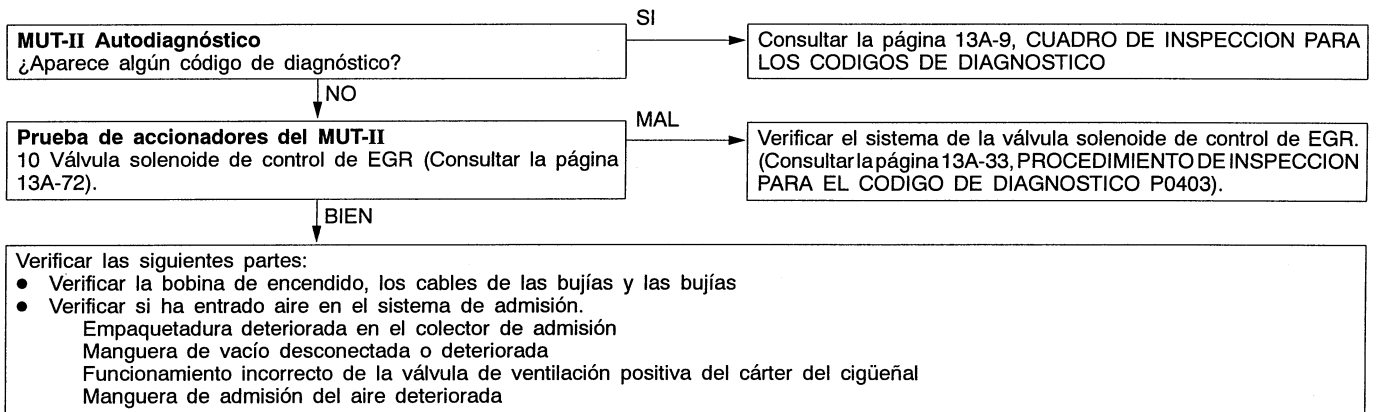 SI
MUT-II Autodiagnóstico
¿Aparece algún código de diagnóstico?
Consultar la página 13A-9, CUADRO DE INSPECCION PARA
LOS CODIGOS DE DIAGNOSTICO
NO
MAL
Prueba de accionadores del MUT-II
10 Válvula solenoide de control de EGR (Consultar la página
13A-72).
Verificar el sistema de la válvula solenoide de control de EGR.
(Consultar la página 13A-33, PROCEDIMIENTO DE INSPECCION
PARA EL CODIGO DE DIAGNOSTICO P0403).
BIEN
Verificar las siguientes partes:
● Verificar la bobina de encendido, los cables de las bujías y las bujías
● Verificar si ha entrado aire en el sistema de admisión.
Empaquetadura deteriorada en el colector de admisión
Manguera de vacío desconectada o deteriorada
Funcionamiento incorrecto de la válvula de ventilación positiva del cárter del cigüeñal
Manguera de admisión del aire deteriorada